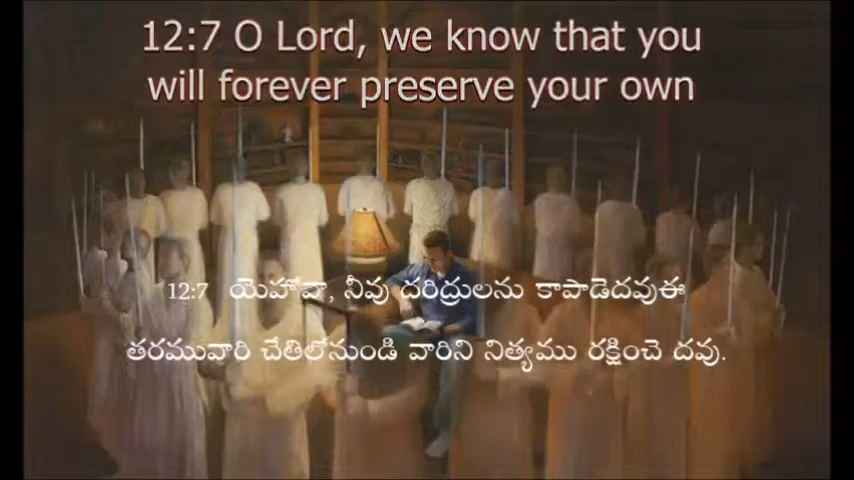 12:7 O Lord, we know that you
will forever preserve your own
12:7 యెహోవా, నీవు దరిద్రులను కాపాడెదవుఈ
తరమువారి చేతిలోనుండి వారిని నిత్యము రక్షించె దవు.